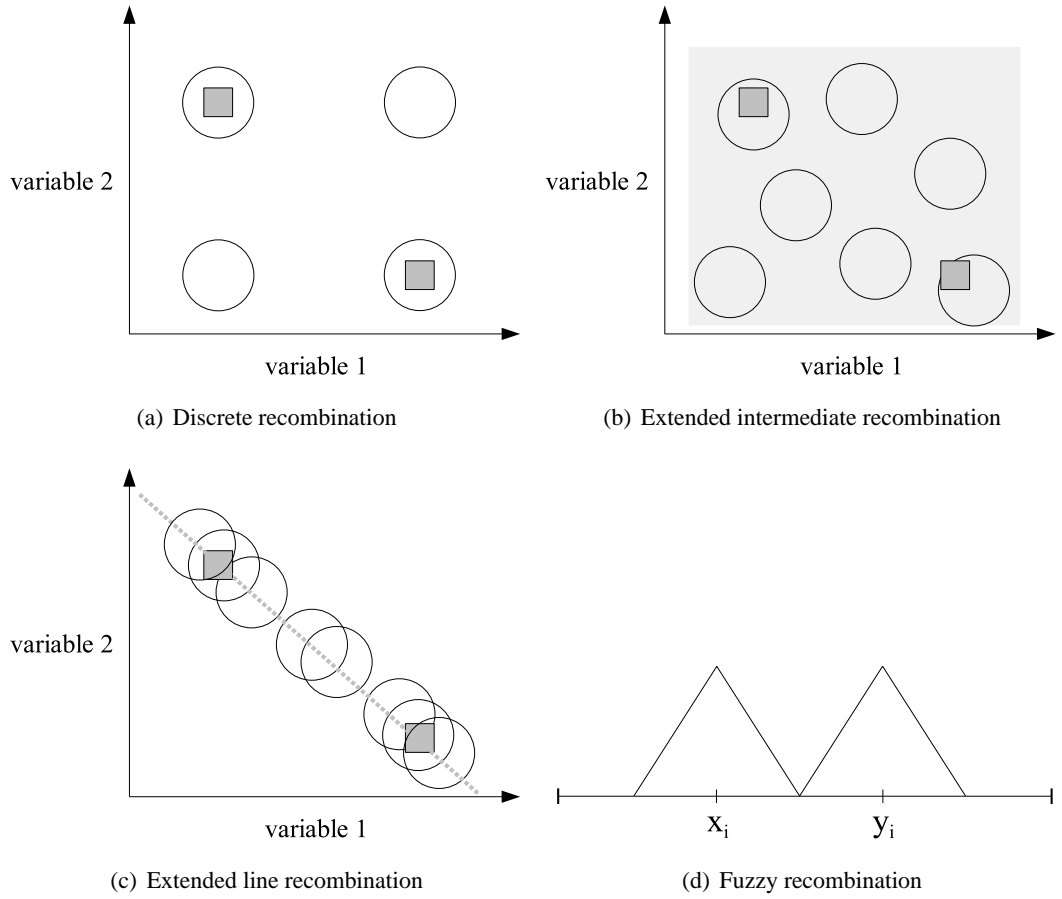 variable 2
variable 1
(a) Discrete recombination
variable 2
variable 1
(b) Extended intermediate recombination
variable 2
variable 1
(c) Extended line recombination
xi yi
(d) Fuzzy recombination